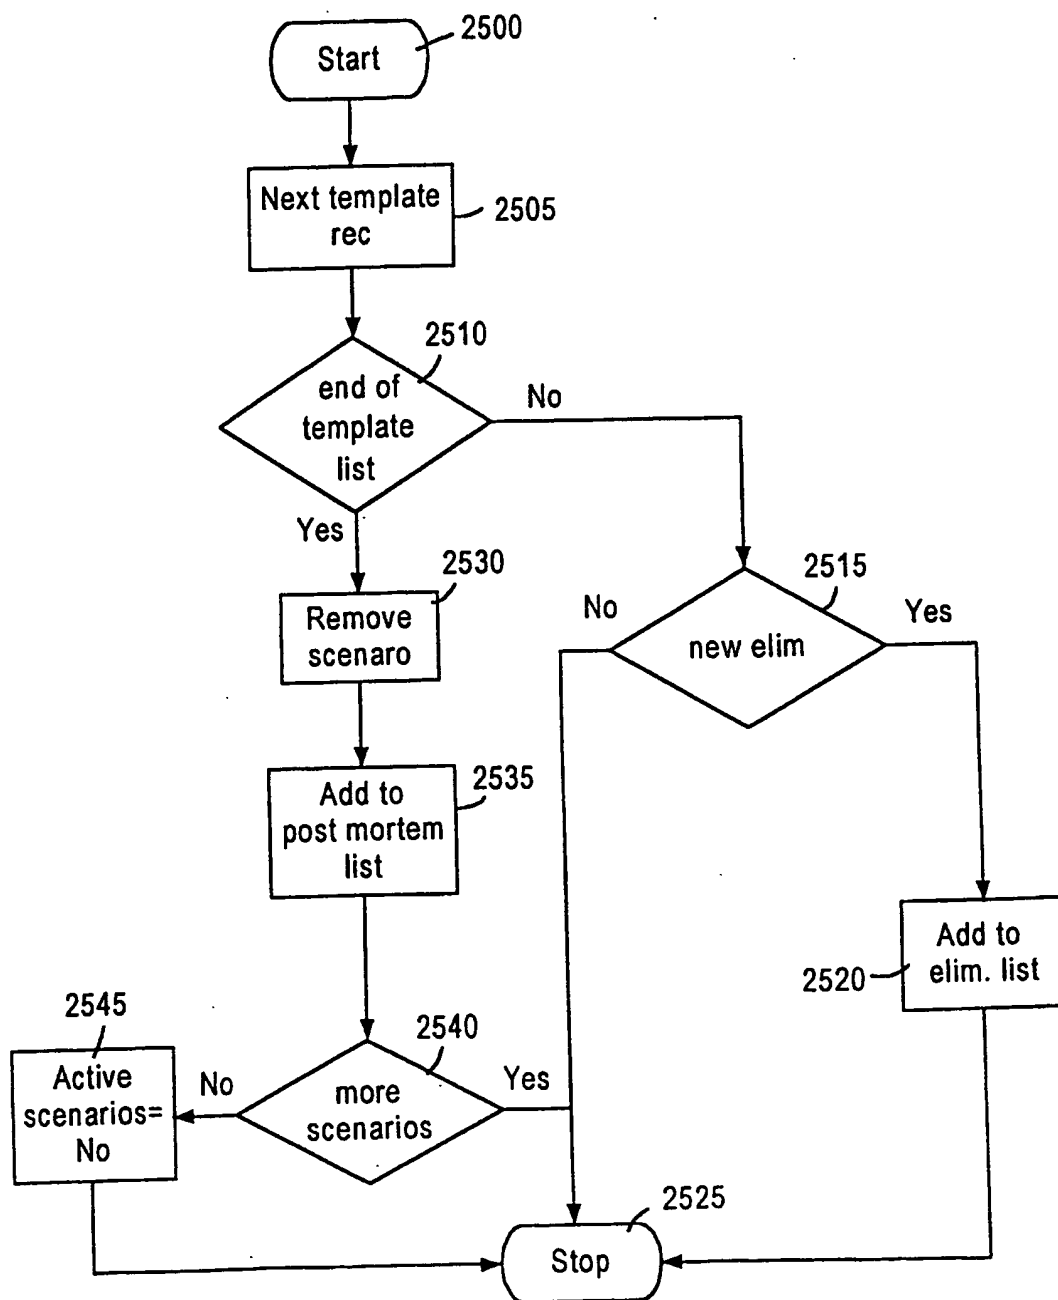 2500
Start
Next template
rec
2505
2510
end of
template
list
No
Yes
2530
Remove
scenaro
2515
No
Yes
new elim
2535
Add to
post mortem
list
Add to
elim. list
2520
2545
Active
scenarios=
No
No
2540
more
scenarios
Yes
2525
Stop